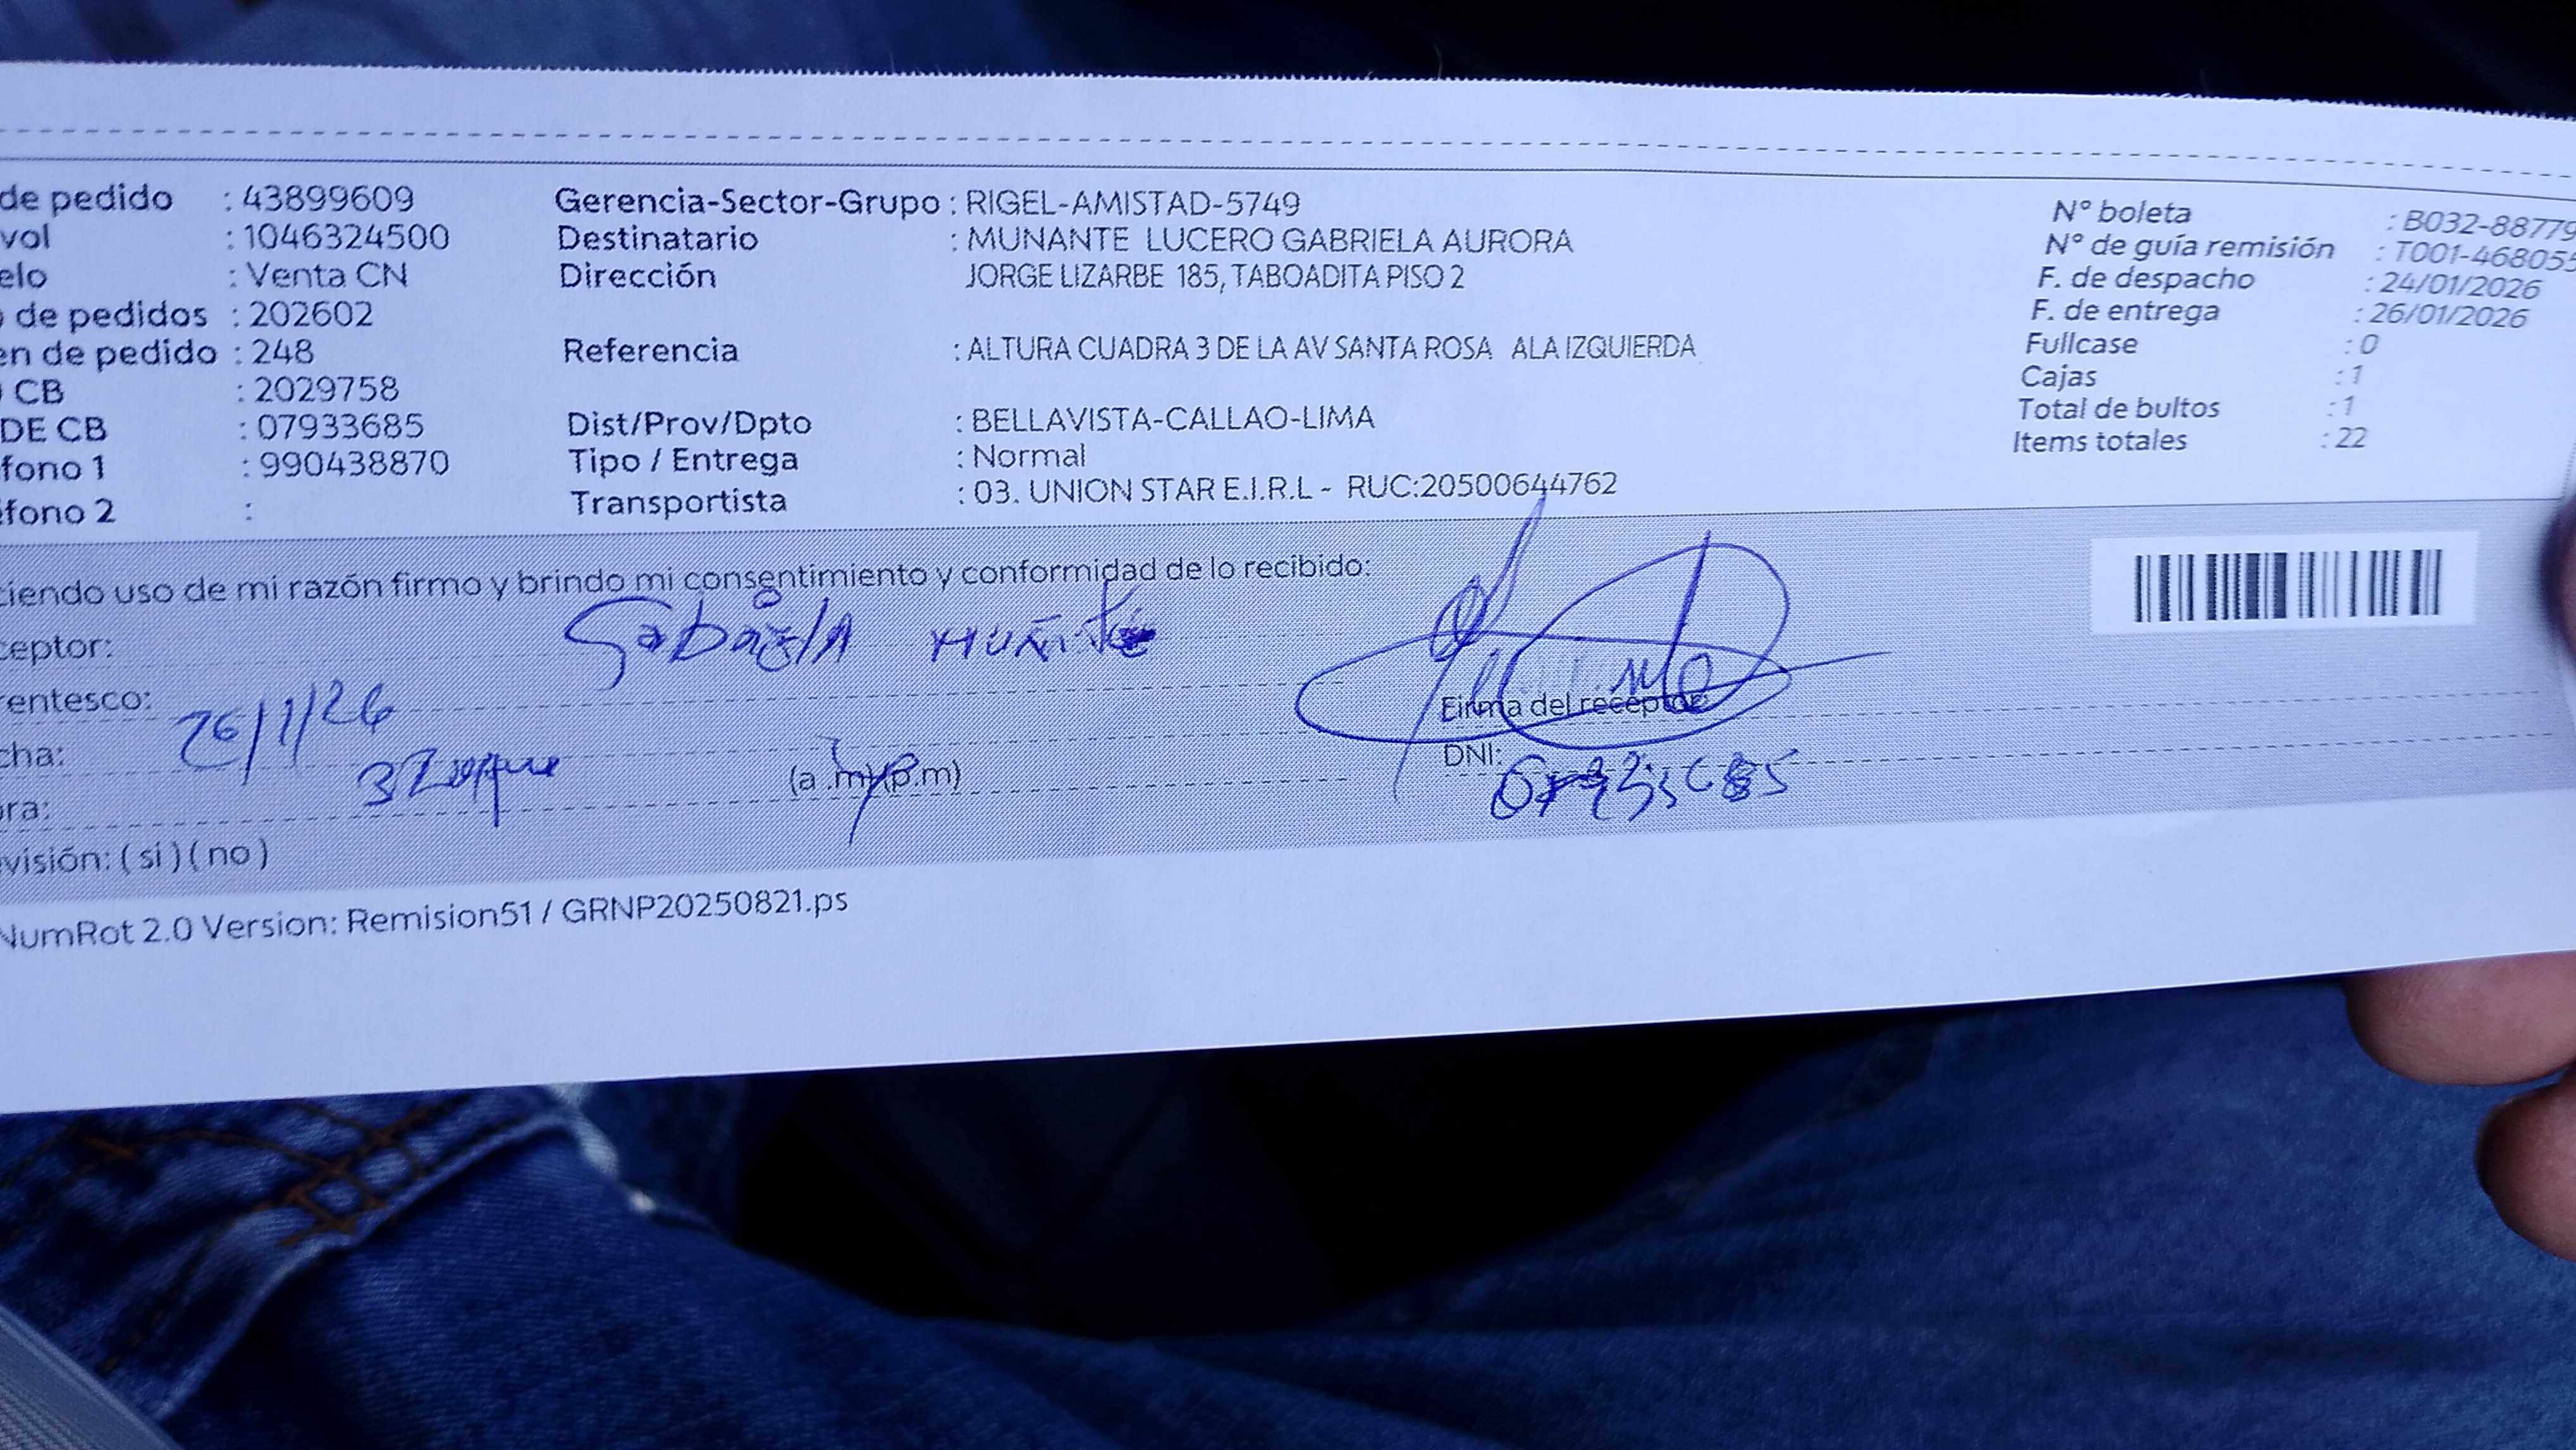 de pedido : 43899609
vol : 1046324500
elo : Venta CN
de pedidos : 202602
en de pedido : 248
CB : 2029758
DE CB : 07933685
fono 1 : 990438870
fono 2 :
Gerencia-Sector-Grupo : RIGEL-AMISTAD-5749
Destinatario : MUNANTE LUCERO GABRIELA AURORA
Dirección JORGE LIZARBE 185, TABOADITA PISO 2
Referencia : ALTURA CUADRA 3 DE LA AV SANTA ROSA ALA IZQUIERDA
Dist/Prov/Dpto : BELLAVISTA-CALLAO-LIMA
Tipo / Entrega : Normal
Transportista : 03. UNION STAR E.I.R.L - RUC:20500644762
N° boleta : B032-88779
N° de guía remisión : T001-468055
F. de despacho : 24/01/2026
F. de entrega : 26/01/2026
Fullcase : 0
Cajas : 1
Total de bultos : 1
Items totales : 22
ciendo uso de mi razón firmo y brindo mi consentimiento y conformidad de lo recibido:
ceptor: Gabriela
rentesco:
cha: 26/1/26
ora: (a .m) (p.m)
Firma del receptor
DNI:
visión: ( si ) ( no )
NumRot 2.0 Version: Remision51 / GRNP20250821.ps